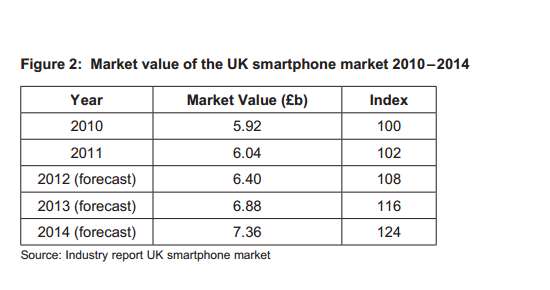 Figure 2: Market value of the UK smartphone market 2010–2014
Year Market Value (£b) Index
2010 5.92 100
2011 6.04 102
2012 (forecast) 6.40 108
2013 (forecast) 6.88 116
2014 (forecast) 7.36 124
Source: Industry report UK smartphone market